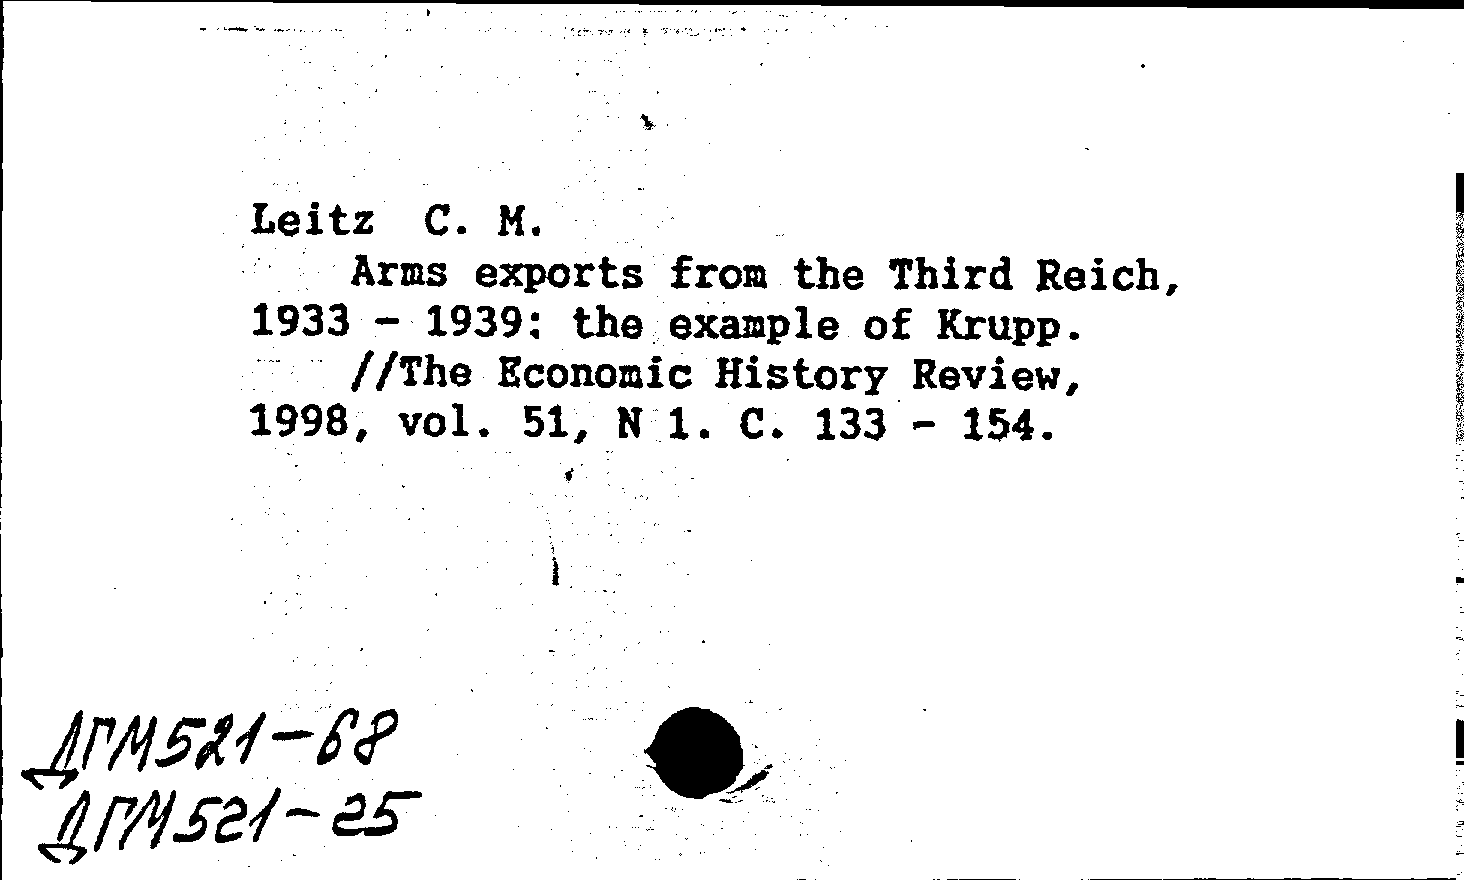 Leitz C. M.
Arms exports from the Third Reich,
1933 - 1939: the example of Krupp.
//The Economic History Review,
1998, vol. 51, N 1. C. 133 - 154.
ДГМ521-68
ДГМ521-25